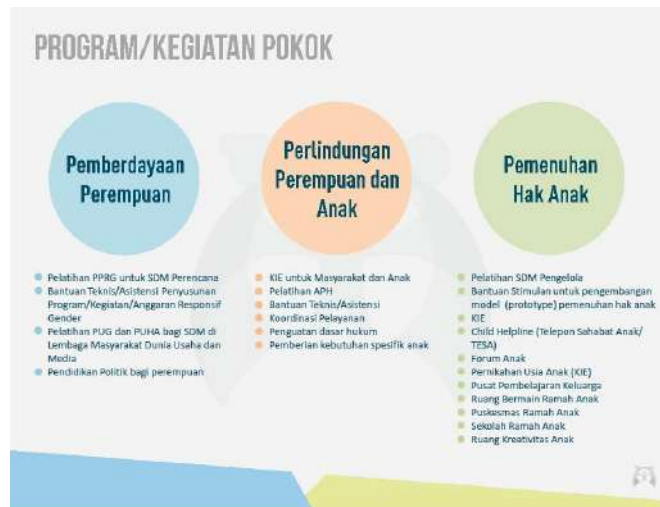 PROGRAM/KEGIATAN POKOK
Pemberdayaan
Perempuan
Pelatihan PPRG untuk SDM Perencana
Bantuan Teknis/Asistensi Penyusunan
Program/Kegiatan/Anggaran Responsif
Gender
Pelatihan PUG dan PUHA bagi SDM di
Lembaga Masyarakat Dunia Usaha dan
Media
Pendidikan Politik bagi perempuan
Perlindungan
Perempuan dan
Anak
KIE untuk Masyarakat dan Anak
Pelatihan APH
Bantuan Teknis/Asistensi
Koordinasi Pelayanan
Penguatan dasar hukum
Pemberian kebutuhan spesifik anak
Pemenuhan
Hak Anak
Pelatihan SDM Pengelola
Bantuan Stimulan untuk pengembangan
model (prototype) pemenuhan hak anak
KIE
Child Helpline (Telepon Sahabat Anak/
TESA)
Forum Anak
Pernikahan Usia Anak (KIE)
Pusat Pembelajaran Keluarga
Ruang Bermain Ramah Anak
Puskesmas Ramah Anak
Sekolah Ramah Anak
Ruang Kreativitas Anak